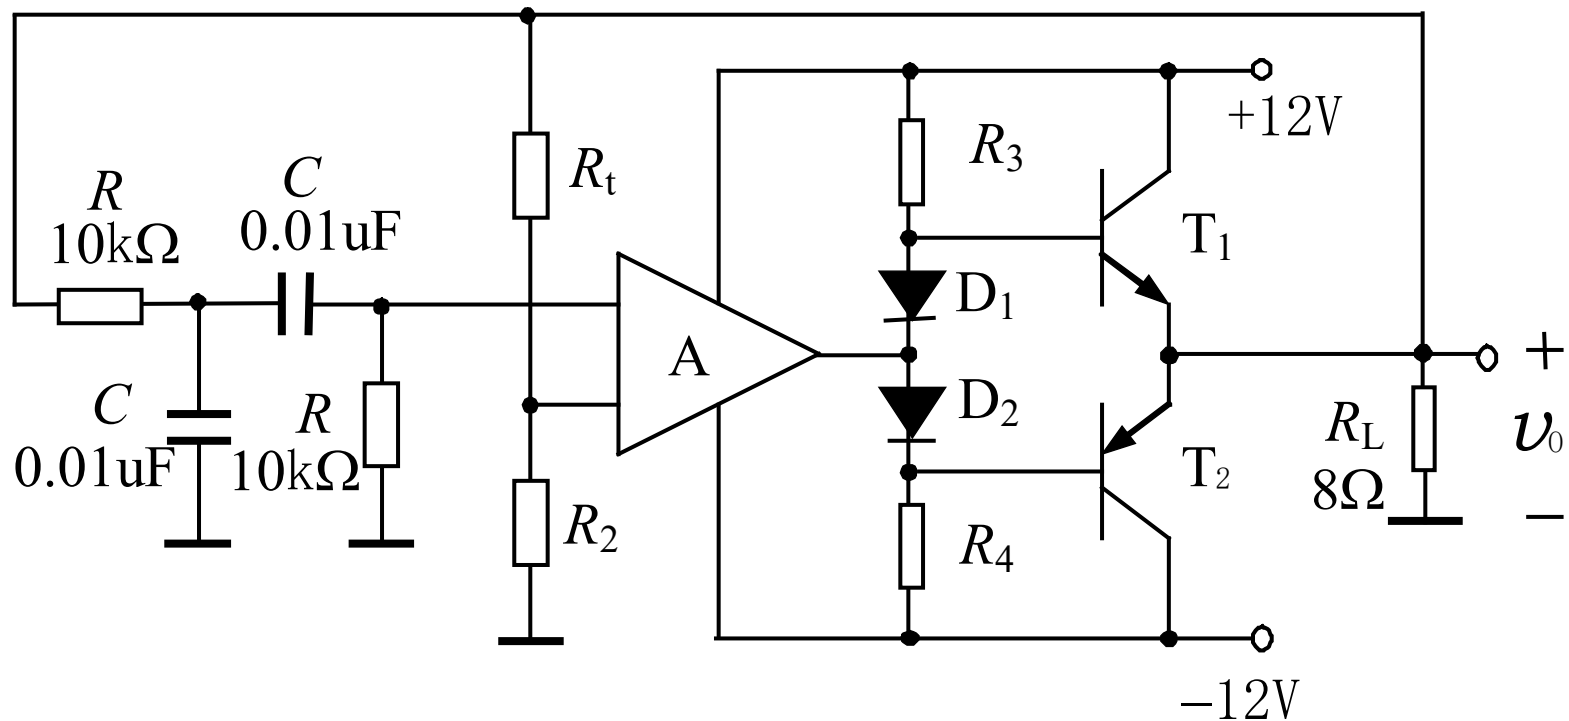 +12V
R3
Rt
C
0.01uF
R
10kΩ
T1
D1
A
D2
C
0.01uF
R
10kΩ
R2
T2
R4
RL
8Ω
+
υ0
−
−12V